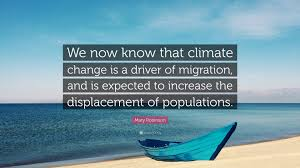 We now know that climate
change is a driver of migration,
and is expected to increase the
displacement of populations.
Mary Robinson